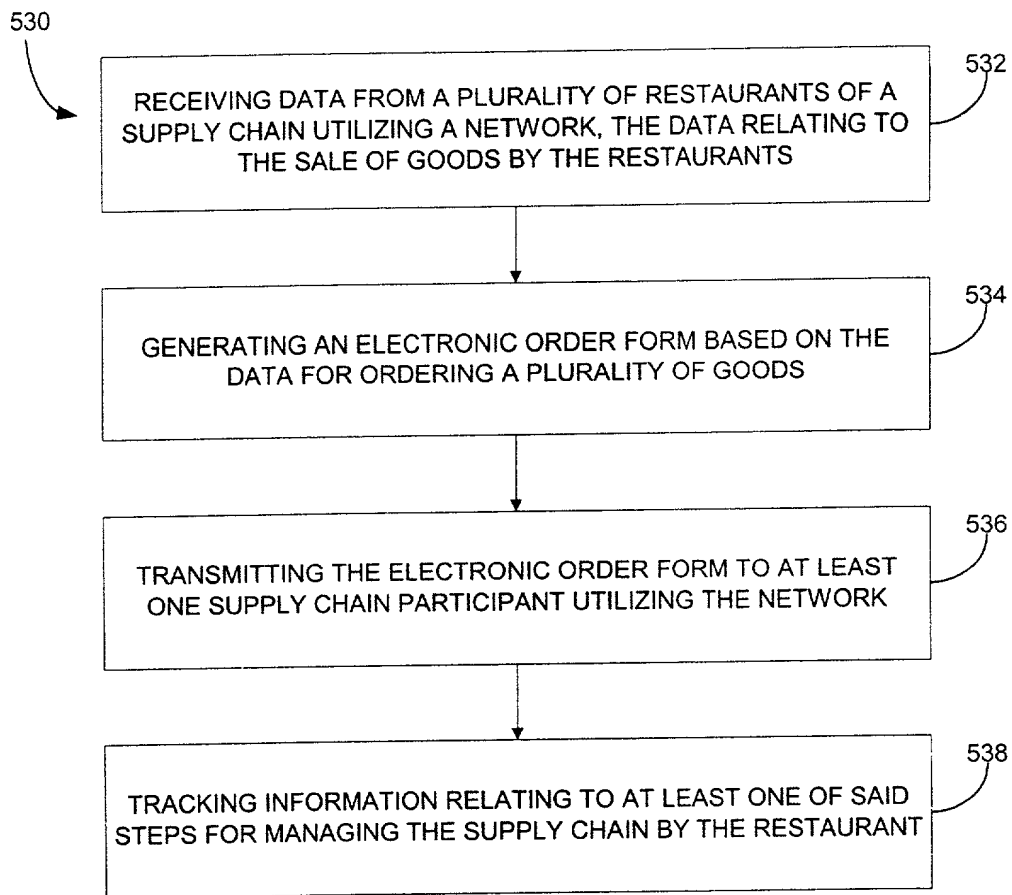 530
532
RECEIVING DATA FROM A PLURALITY OF RESTAURANTS OF A
SUPPLY CHAIN UTILIZING A NETWORK, THE DATA RELATING TO
THE SALE OF GOODS BY THE RESTAURANTS
534
GENERATING AN ELECTRONIC ORDER FORM BASED ON THE
DATA FOR ORDERING A PLURALITY OF GOODS
536
TRANSMITTING THE ELECTRONIC ORDER FORM TO AT LEAST
ONE SUPPLY CHAIN PARTICIPANT UTILIZING THE NETWORK
538
TRACKING INFORMATION RELATING TO AT LEAST ONE OF SAID
STEPS FOR MANAGING THE SUPPLY CHAIN BY THE RESTAURANT